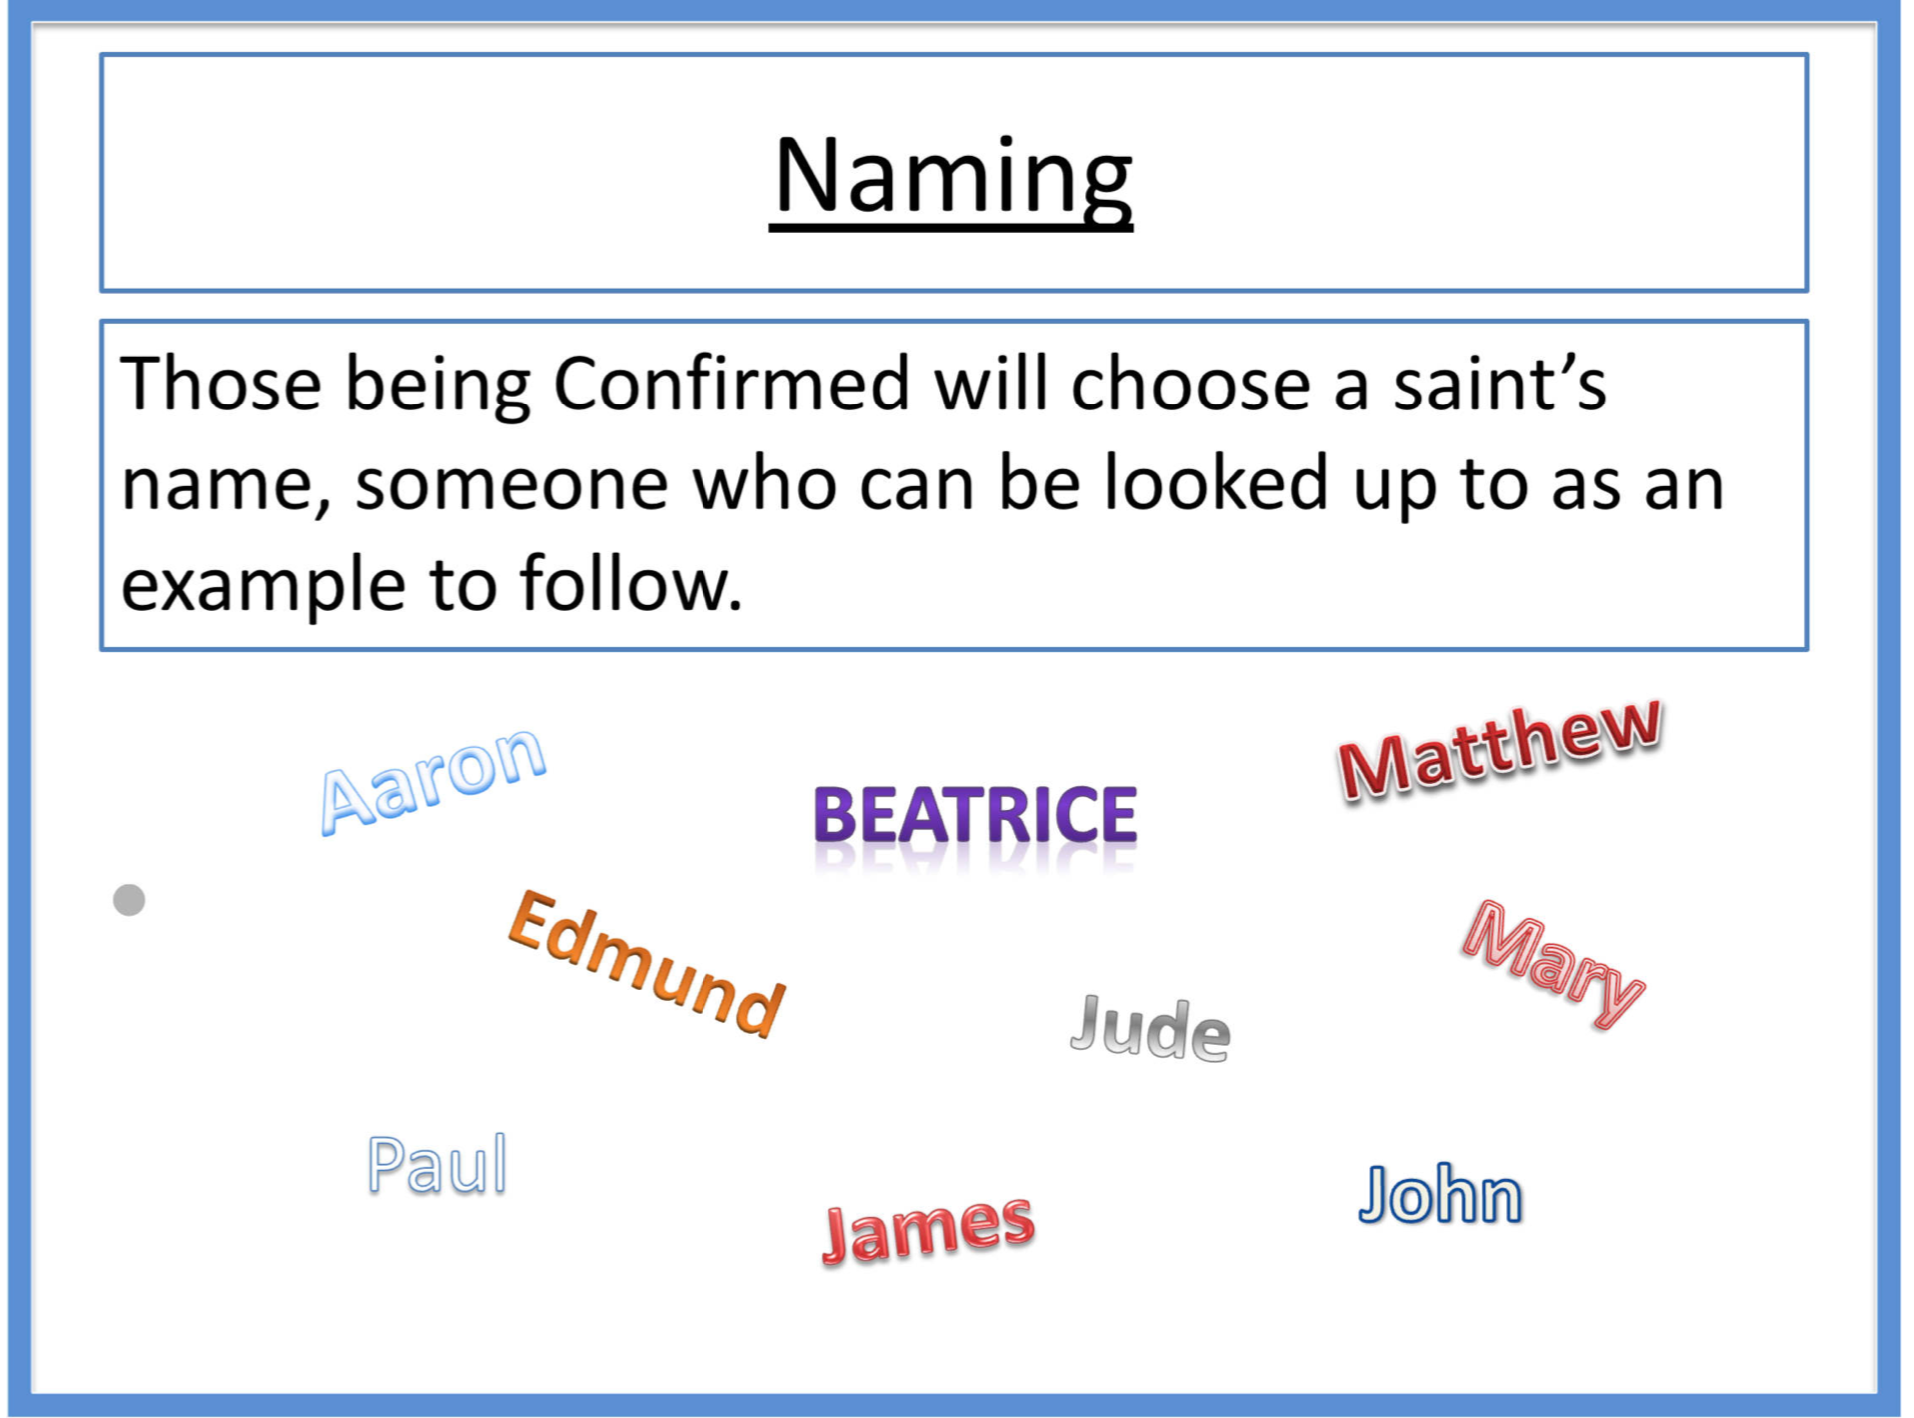 Naming
Those being Confirmed will choose a saint’s
name, someone who can be looked up to as an
example to follow.
Aaron
BEATRICE
Matthew
Edmund
Jude
Mary
Paul
James
John